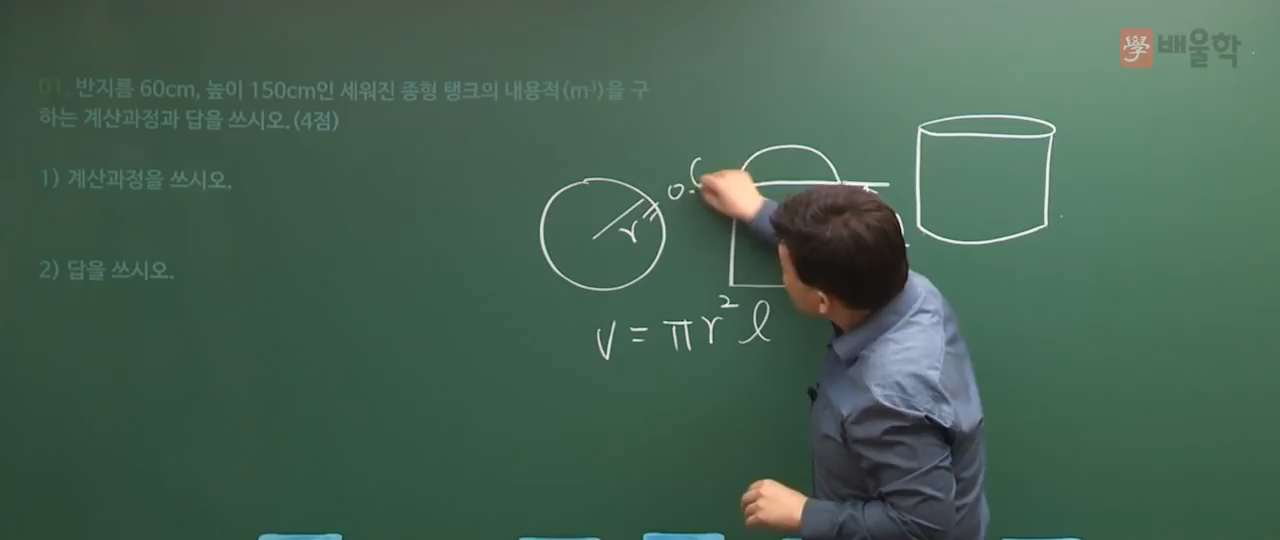 學 배울학
01. 반지름 60cm, 높이 150cm인 세워진 종형 탱크의 내용적(m³)을 구
하는 계산과정과 답을 쓰시오.(4점)
1) 계산과정을 쓰시오.
2) 답을 쓰시오.
r
0.
V = πr²l